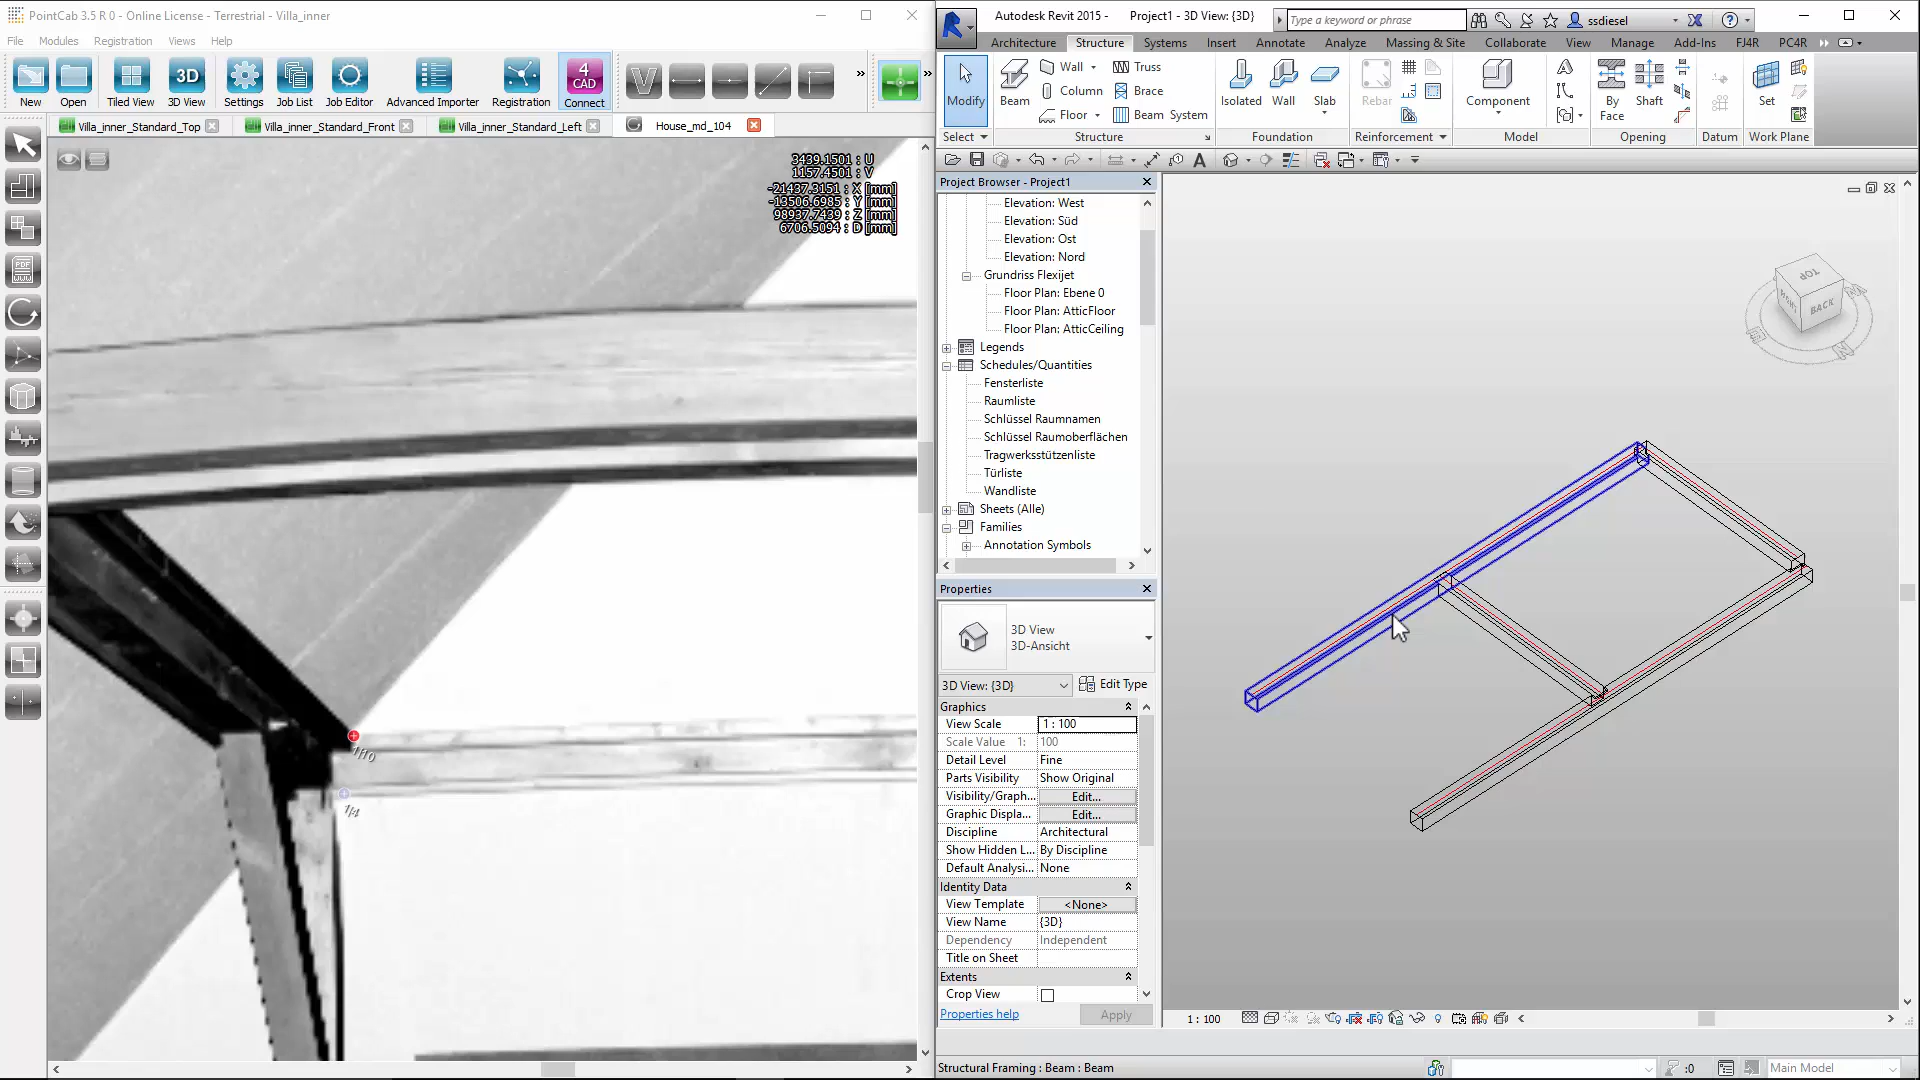 PointCab 3.5 R 0 - Online License - Terrestrial - Villa_inner
File Modules Registration Views Help
New Open Tiled View 3D 3D View Settings Job List Job Editor Advanced Importer Registration 4 CAD Connect
Villa_inner_Standard_Top Villa_inner_Standard_Front Villa_inner_Standard_Left House_md_104
PDF
3439.1501 : U
1157.4501 : V
-21437.3151 : X [mm]
-13506.6985 : Y [mm]
98937.7439 : Z [mm]
6706.5094 : D [mm]
1/10
1/4
Autodesk Revit 2015 - Project1 - 3D View: {3D}
Type a keyword or phrase
ssdiesel
Architecture Structure Systems Insert Annotate Analyze Massing & Site Collaborate View Manage Add-Ins FJ4R PC4R
Modify Beam Wall Column Floor Truss Brace Beam System Isolated Wall Slab Rebar Component By Face Shaft Set
Select Structure Foundation Reinforcement Model Opening Datum Work Plane
Project Browser - Project1
Elevation: West
Elevation: Süd
Elevation: Ost
Elevation: Nord
Grundriss Flexijet
Floor Plan: Ebene 0
Floor Plan: AtticFloor
Floor Plan: AtticCeiling
Legends
Schedules/Quantities
Fensterliste
Raumliste
Schlüssel Raumnamen
Schlüssel Raumoberflächen
Tragwerksstützenliste
Türliste
Wandliste
Sheets (Alle)
Families
Annotation Symbols
Properties
3D View
3D-Ansicht
3D View: {3D} Edit Type
Graphics
View Scale 1 : 100
Scale Value 1: 100
Detail Level Fine
Parts Visibility Show Original
Visibility/Graph... Edit...
Graphic Displa... Edit...
Discipline Architectural
Show Hidden L... By Discipline
Default Analysi... None
Identity Data
View Template <None>
View Name {3D}
Dependency Independent
Title on Sheet
Extents
Crop View
Properties help Apply
TOP
BACK
1 : 100
Structural Framing : Beam : Beam
:0 Main Model